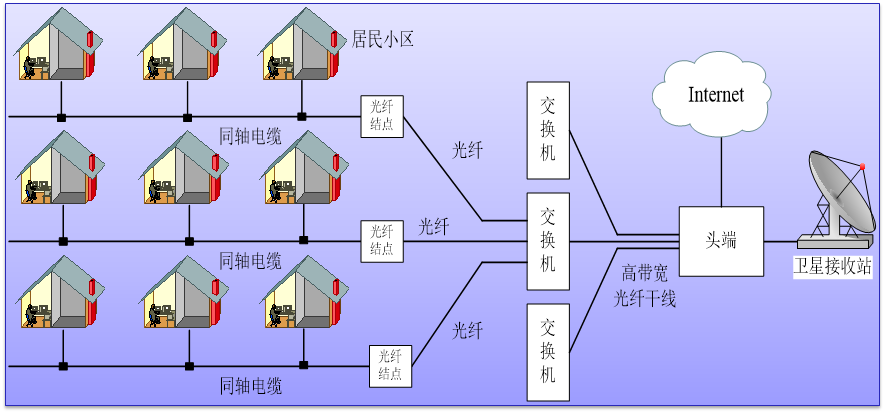 居民小区
光纤
结点
同轴电缆
光纤
交
换
机
Internet
光纤
结点
同轴电缆
光纤
交
换
机
头端
卫星接收站
高带宽
光纤干线
光纤
结点
同轴电缆
光纤
交
换
机